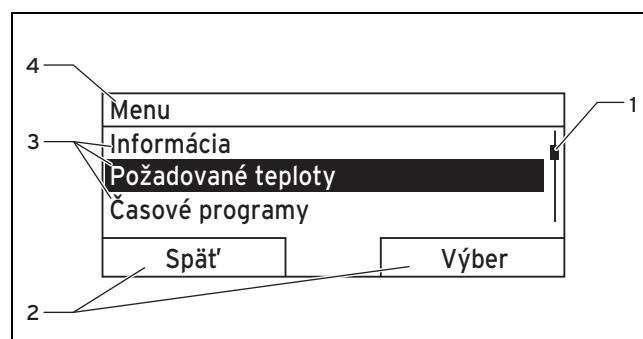 4
Menu
1
3
Informácia
Požadované teploty
Časové programy
Späť
Výber
2